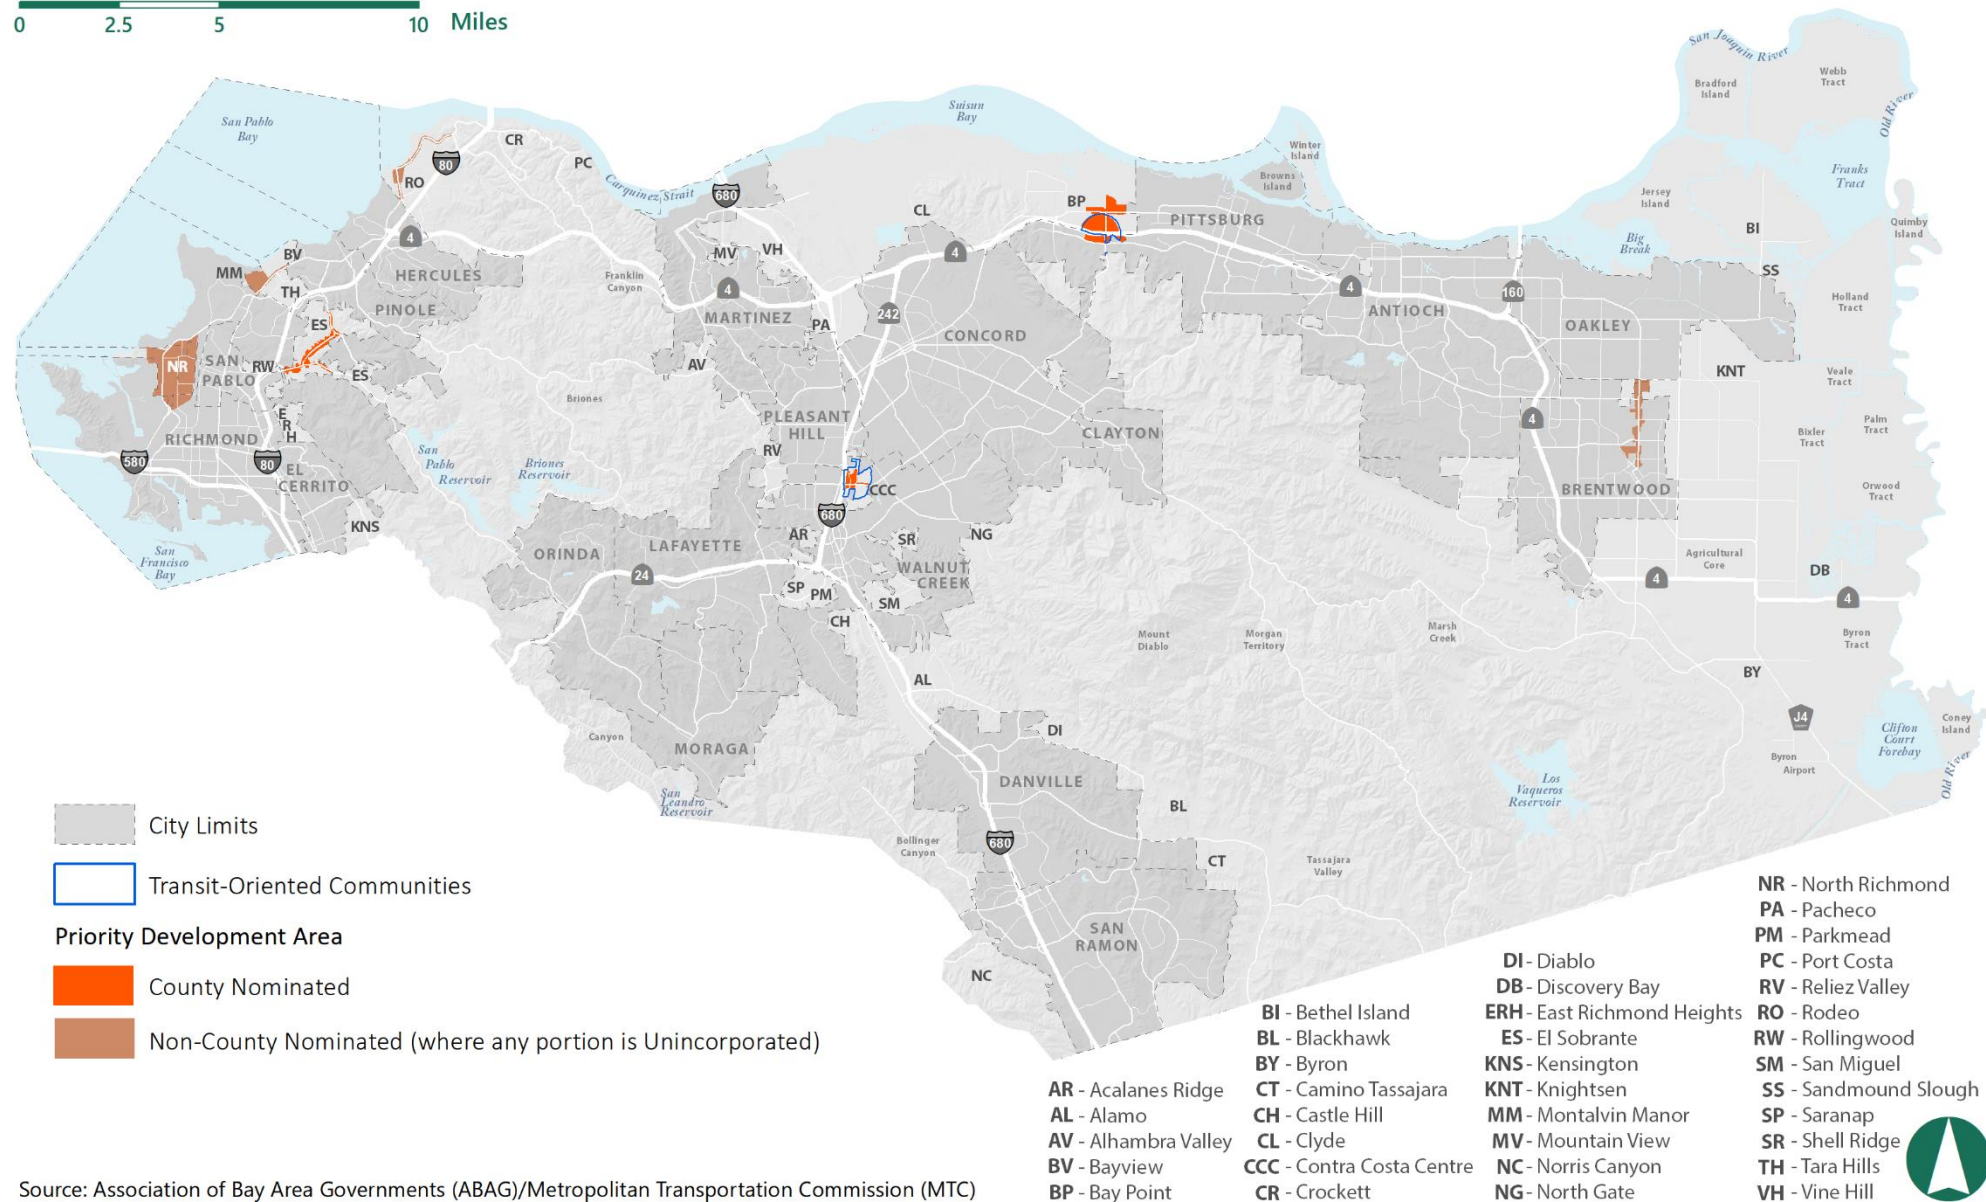 0 2.5 5 10 Miles
San Joaquin River
Webb
Tract
Bradford
Island
Old River
San Pablo
Bay
Suisun
Bay
CR
80
PC
RO
Carquinez Strait
680
Winter
Island
Browns
Island
Franks
Tract
Jersey
Island
Quimby
Island
BI
BP
PITTSBURG
CL
4
BV
MM
TH
HERCULES
MV
VH
4
Big
Break
SS
Franklin
Canyon
4
4
160
Holland
Tract
PINOLE
ES
MARTINEZ
PA
242
CONCORD
ANTIOCH
OAKLEY
NR
SAN
PABLO
RW
ES
AV
KNT
Veale
Tract
Briones
E
R
H
PLEASANT
HILL
CLAYTON
4
Bixler
Tract
Palm
Tract
RICHMOND
580
80
EL
CERRITO
San
Pablo
Reservoir
Briones
Reservoir
RV
CCC
BRENTWOOD
Orwood
Tract
KNS
680
San
Francisco
Bay
ORINDA
LAFAYETTE
AR
SR
NG
24
WALNUT
CREEK
Agricultural
Core
4
DB
4
SP
PM
SM
CH
Mount
Diablo
Morgan
Territory
Marsh
Creek
Byron
Tract
AL
BY
DI
Canyon
MORAGA
J4
Clifton
Court
Forebay
Coney
Island
Old River
Byron
Airport
DANVILLE
San
Leandro
Reservoir
BL
Los
Vaqueros
Reservoir
Bollinger
Canyon
680
CT
Tassajara
Valley
SAN
RAMON
NC
City Limits
Transit-Oriented Communities
Priority Development Area
County Nominated
Non-County Nominated (where any portion is Unincorporated)
AR - Acalanes Ridge
AL - Alamo
AV - Alhambra Valley
BV - Bayview
BP - Bay Point
BI - Bethel Island
BL - Blackhawk
BY - Byron
CT - Camino Tassajara
CH - Castle Hill
CL - Clyde
CCC - Contra Costa Centre
CR - Crockett
DI - Diablo
DB - Discovery Bay
ERH - East Richmond Heights
ES - El Sobrante
KNS - Kensington
KNT - Knightsen
MM - Montalvin Manor
MV - Mountain View
NC - Norris Canyon
NG - North Gate
NR - North Richmond
PA - Pacheco
PM - Parkmead
PC - Port Costa
RV - Reliez Valley
RO - Rodeo
RW - Rollingwood
SM - San Miguel
SS - Sandmound Slough
SP - Saranap
SR - Shell Ridge
TH - Tara Hills
VH - Vine Hill
Source: Association of Bay Area Governments (ABAG)/Metropolitan Transportation Commission (MTC)